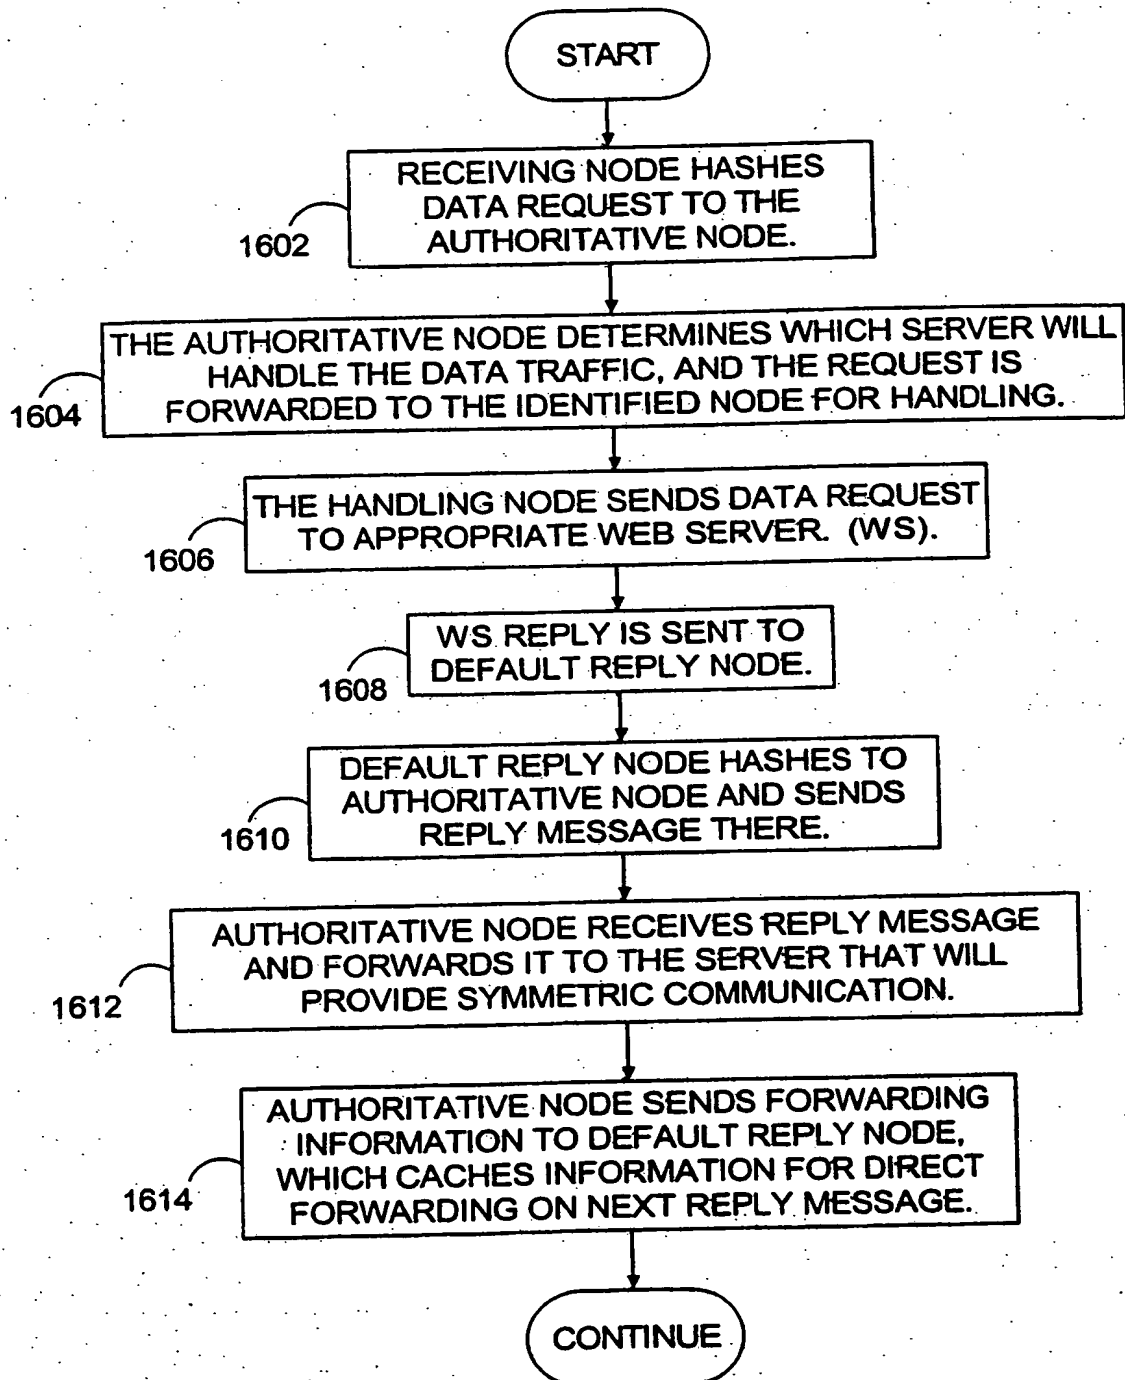 START
RECEIVING NODE HASHES
DATA REQUEST TO THE
AUTHORITATIVE NODE.
1602
THE AUTHORITATIVE NODE DETERMINES WHICH SERVER WILL
HANDLE THE DATA TRAFFIC, AND THE REQUEST IS
FORWARDED TO THE IDENTIFIED NODE FOR HANDLING.
1604
THE HANDLING NODE SENDS DATA REQUEST
TO APPROPRIATE WEB SERVER. (WS).
1606
WS REPLY IS SENT TO
DEFAULT REPLY NODE.
1608
DEFAULT REPLY NODE HASHES TO
AUTHORITATIVE NODE AND SENDS
REPLY MESSAGE THERE.
1610
AUTHORITATIVE NODE RECEIVES REPLY MESSAGE
AND FORWARDS IT TO THE SERVER THAT WILL
PROVIDE SYMMETRIC COMMUNICATION.
1612
AUTHORITATIVE NODE SENDS FORWARDING
INFORMATION TO DEFAULT REPLY NODE,
WHICH CACHES INFORMATION FOR DIRECT
FORWARDING ON NEXT REPLY MESSAGE.
1614
CONTINUE